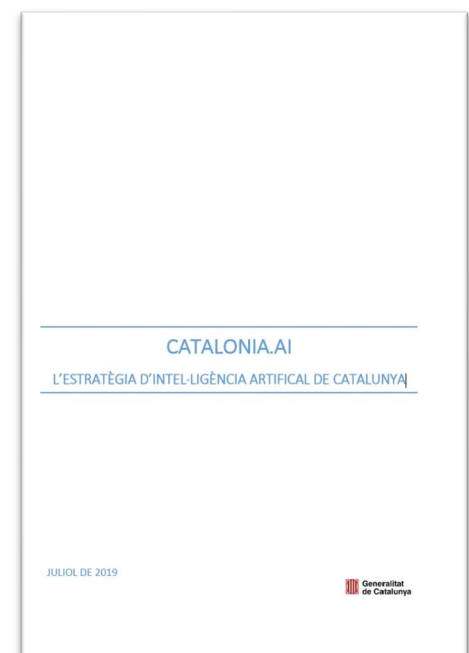 CATALONIA.AI
L'ESTRATÈGIA D'INTEL·LIGÈNCIA ARTIFICAL DE CATALUNYA
JULIOL DE 2019
Generalitat
de Catalunya